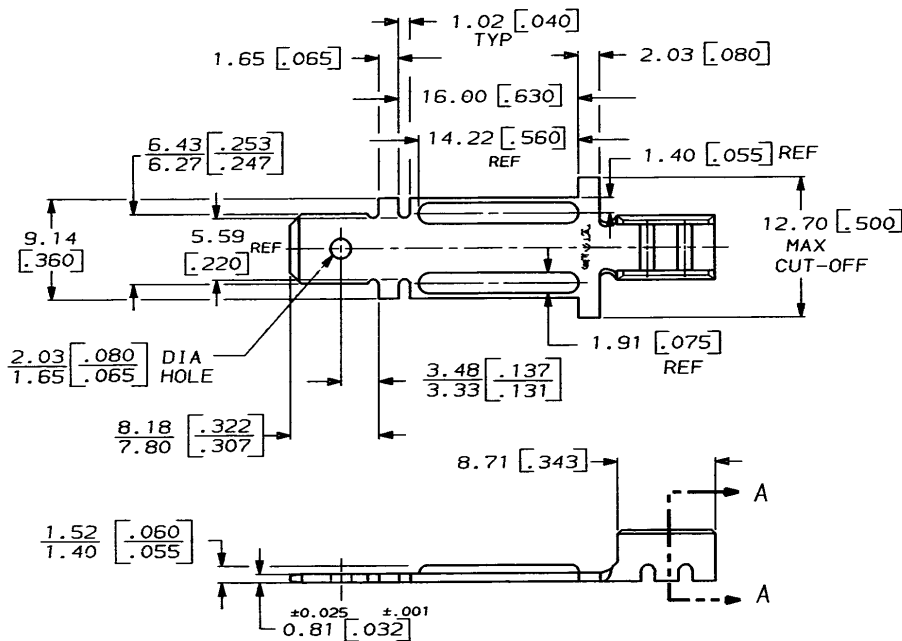 1.02 [.040]
TYP
1.65 [.065]
2.03 [.080]
16.00 [.630]
6.43 [.253]
6.27 [.247]
14.22 [.560]
REF
1.40 [.055] REF
9.14
[.360]
5.59 REF
[.220]
12.70 [.500]
MAX
CUT-OFF
2.03 [.080] DIA
1.65 [.065] HOLE
1.91 [.075]
REF
3.48 [.137]
3.33 [.131]
8.18 [.322]
7.80 [.307]
8.71 [.343]
A
1.52 [.060]
1.40 [.055]
A
±0.025 ±.001
0.81 [.032]